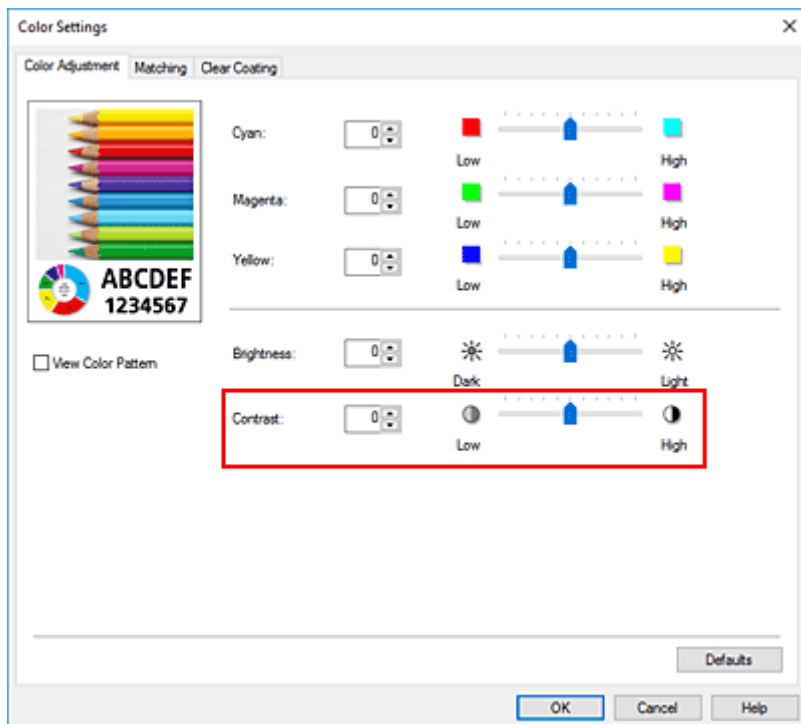 Color Settings
Color Adjustment Matching Clear Coating
Cyan: 0 Low High
Magenta: 0 Low High
Yellow: 0 Low High
ABCDEF
1234567
View Color Pattern
Brightness: 0 Dark Light
Contrast: 0 Low High
Defaults
OK Cancel Help